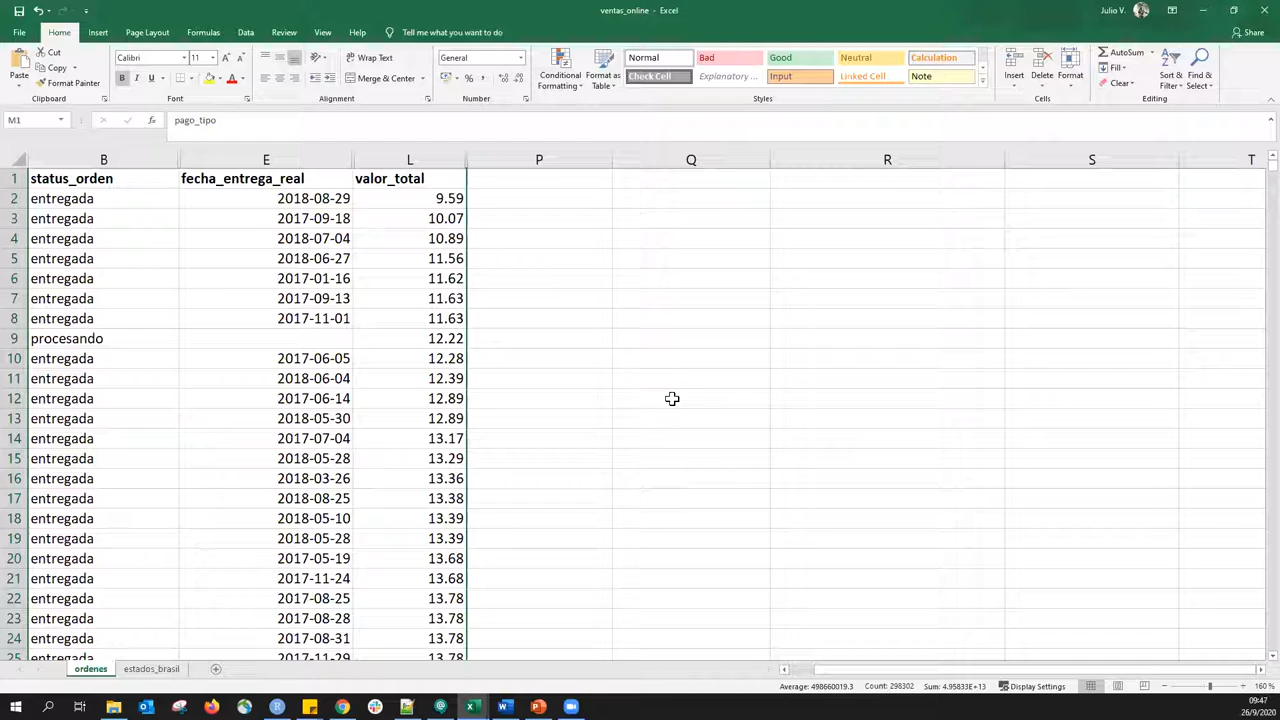 ventas_online - Excel
Julio V.
File Home Insert Page Layout Formulas Data Review View Help Tell me what you want to do Share
Paste
Cut
Copy
Format Painter
Clipboard
Calibri 11
B I U
Font
Wrap Text
Merge & Center
Alignment
General
Number
Conditional Formatting
Format as Table
Normal Bad Good Neutral Calculation
Check Cell Explanatory ... Input Linked Cell Note
Styles
Insert Delete Format
Cells
AutoSum
Fill
Clear
Sort & Filter
Find & Select
Editing
M1 fx pago_tipo
B E L P Q R S T
1 status_orden fecha_entrega_real valor_total
2 entregada 2018-08-29 9.59
3 entregada 2017-09-18 10.07
4 entregada 2018-07-04 10.89
5 entregada 2018-06-27 11.56
6 entregada 2017-01-16 11.62
7 entregada 2017-09-13 11.63
8 entregada 2017-11-01 11.63
9 procesando 12.22
10 entregada 2017-06-05 12.28
11 entregada 2018-06-04 12.39
12 entregada 2017-06-14 12.89
13 entregada 2018-05-30 12.89
14 entregada 2017-07-04 13.17
15 entregada 2018-05-28 13.29
16 entregada 2018-03-26 13.36
17 entregada 2018-08-25 13.38
18 entregada 2018-05-10 13.39
19 entregada 2018-05-28 13.39
20 entregada 2017-05-19 13.68
21 entregada 2017-11-24 13.68
22 entregada 2017-08-25 13.78
23 entregada 2017-08-28 13.78
24 entregada 2017-08-31 13.78
25 entregada 2017-11-29 13.78
ordenes estados_brasil
Average: 498660019.3 Count: 298302 Sum: 4.95833E+13 Display Settings 160 %
09:47
26/9/2020